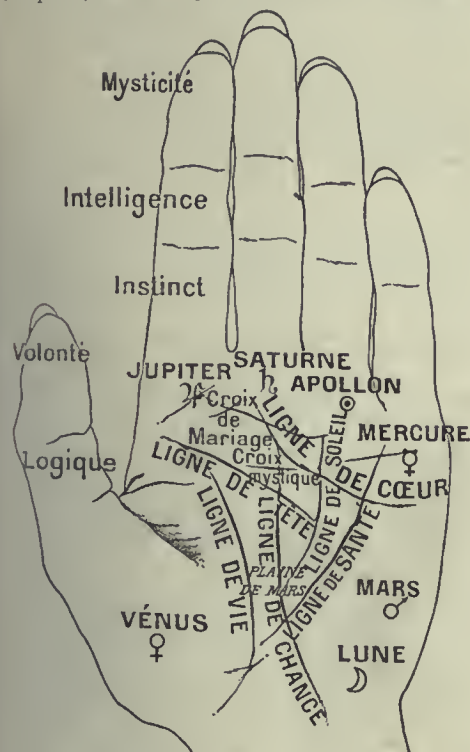 Mysticité
Intelligence
Instinct
Volonté
Logique
JUPITER
SATURNE
APOLLON
MERCURE
Croix
de
Mariage
Croix
mystique
LIGNE DE CŒUR
LIGNE DE TÊTE
LIGNE DE SOLEIL
LIGNE DE VIE
LIGNE DE CHANCE
LIGNE DE SANTÉ
PLAINE
DE MARS
MARS
VÉNUS
LUNE